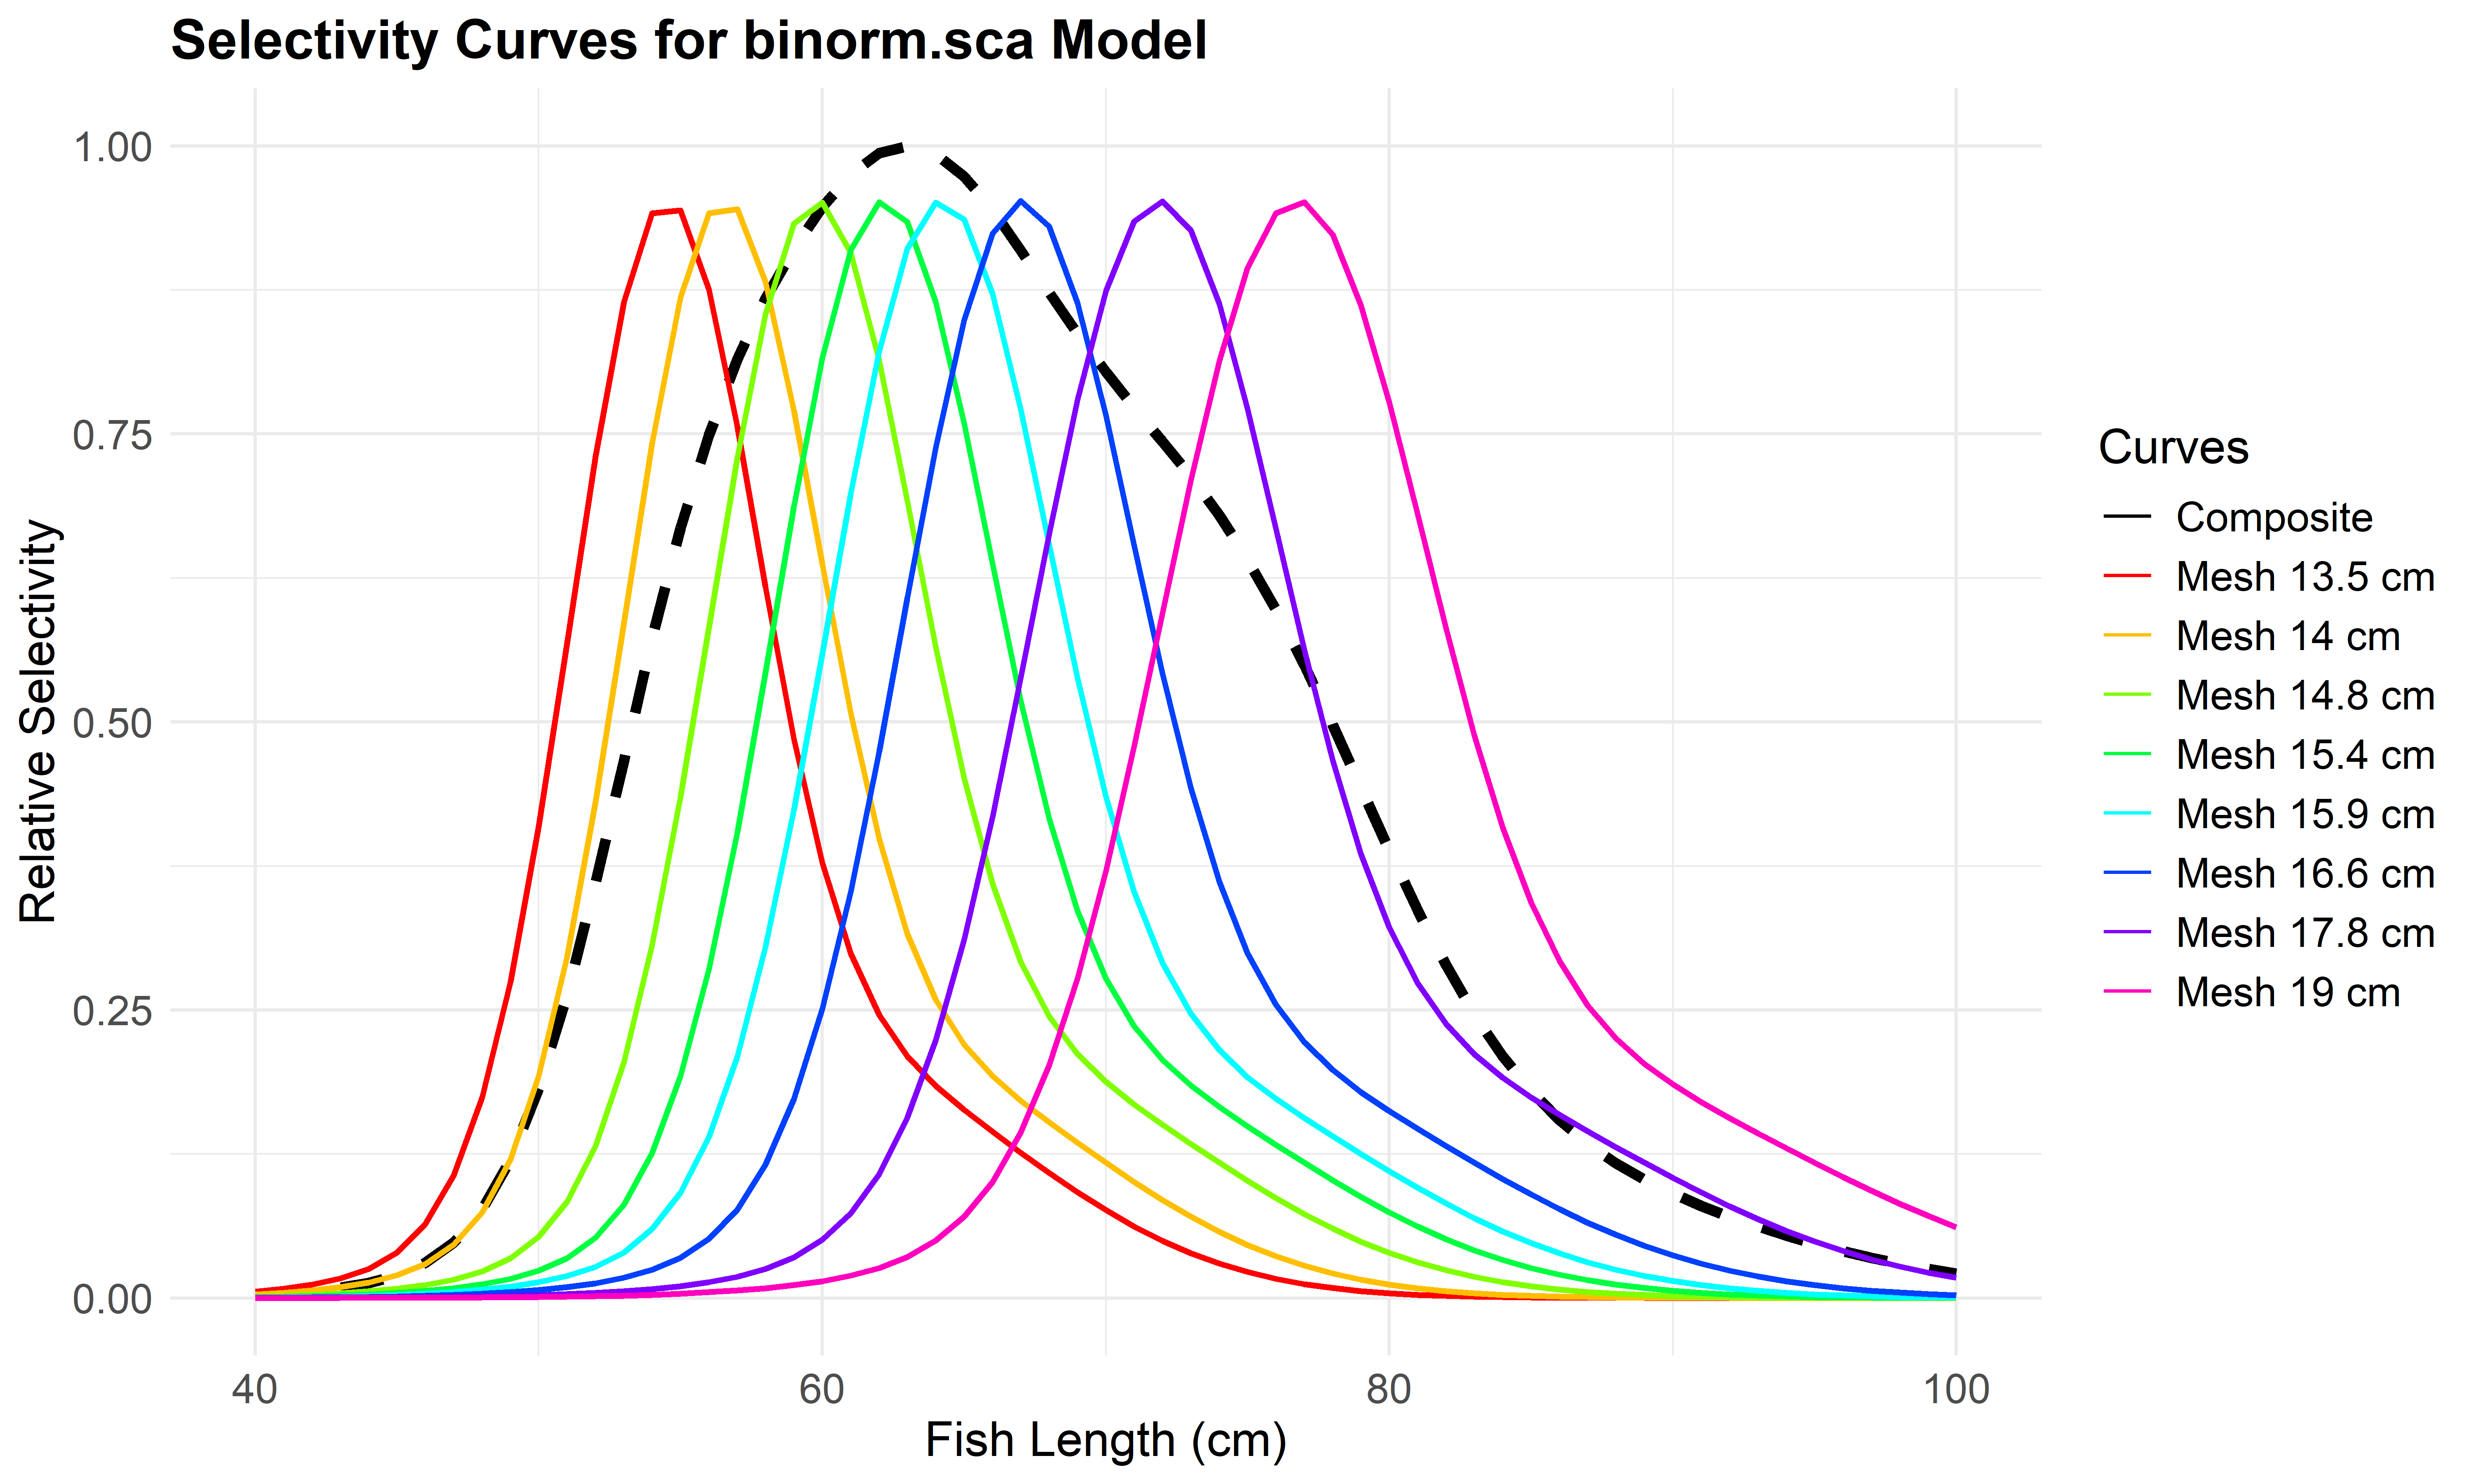 Selectivity Curves for binorm.sca Model
1.00
0.75
0.50
0.25
0.00
Relative Selectivity
40 60 80 100
Fish Length (cm)
Curves
Composite
Mesh 13.5 cm
Mesh 14 cm
Mesh 14.8 cm
Mesh 15.4 cm
Mesh 15.9 cm
Mesh 16.6 cm
Mesh 17.8 cm
Mesh 19 cm